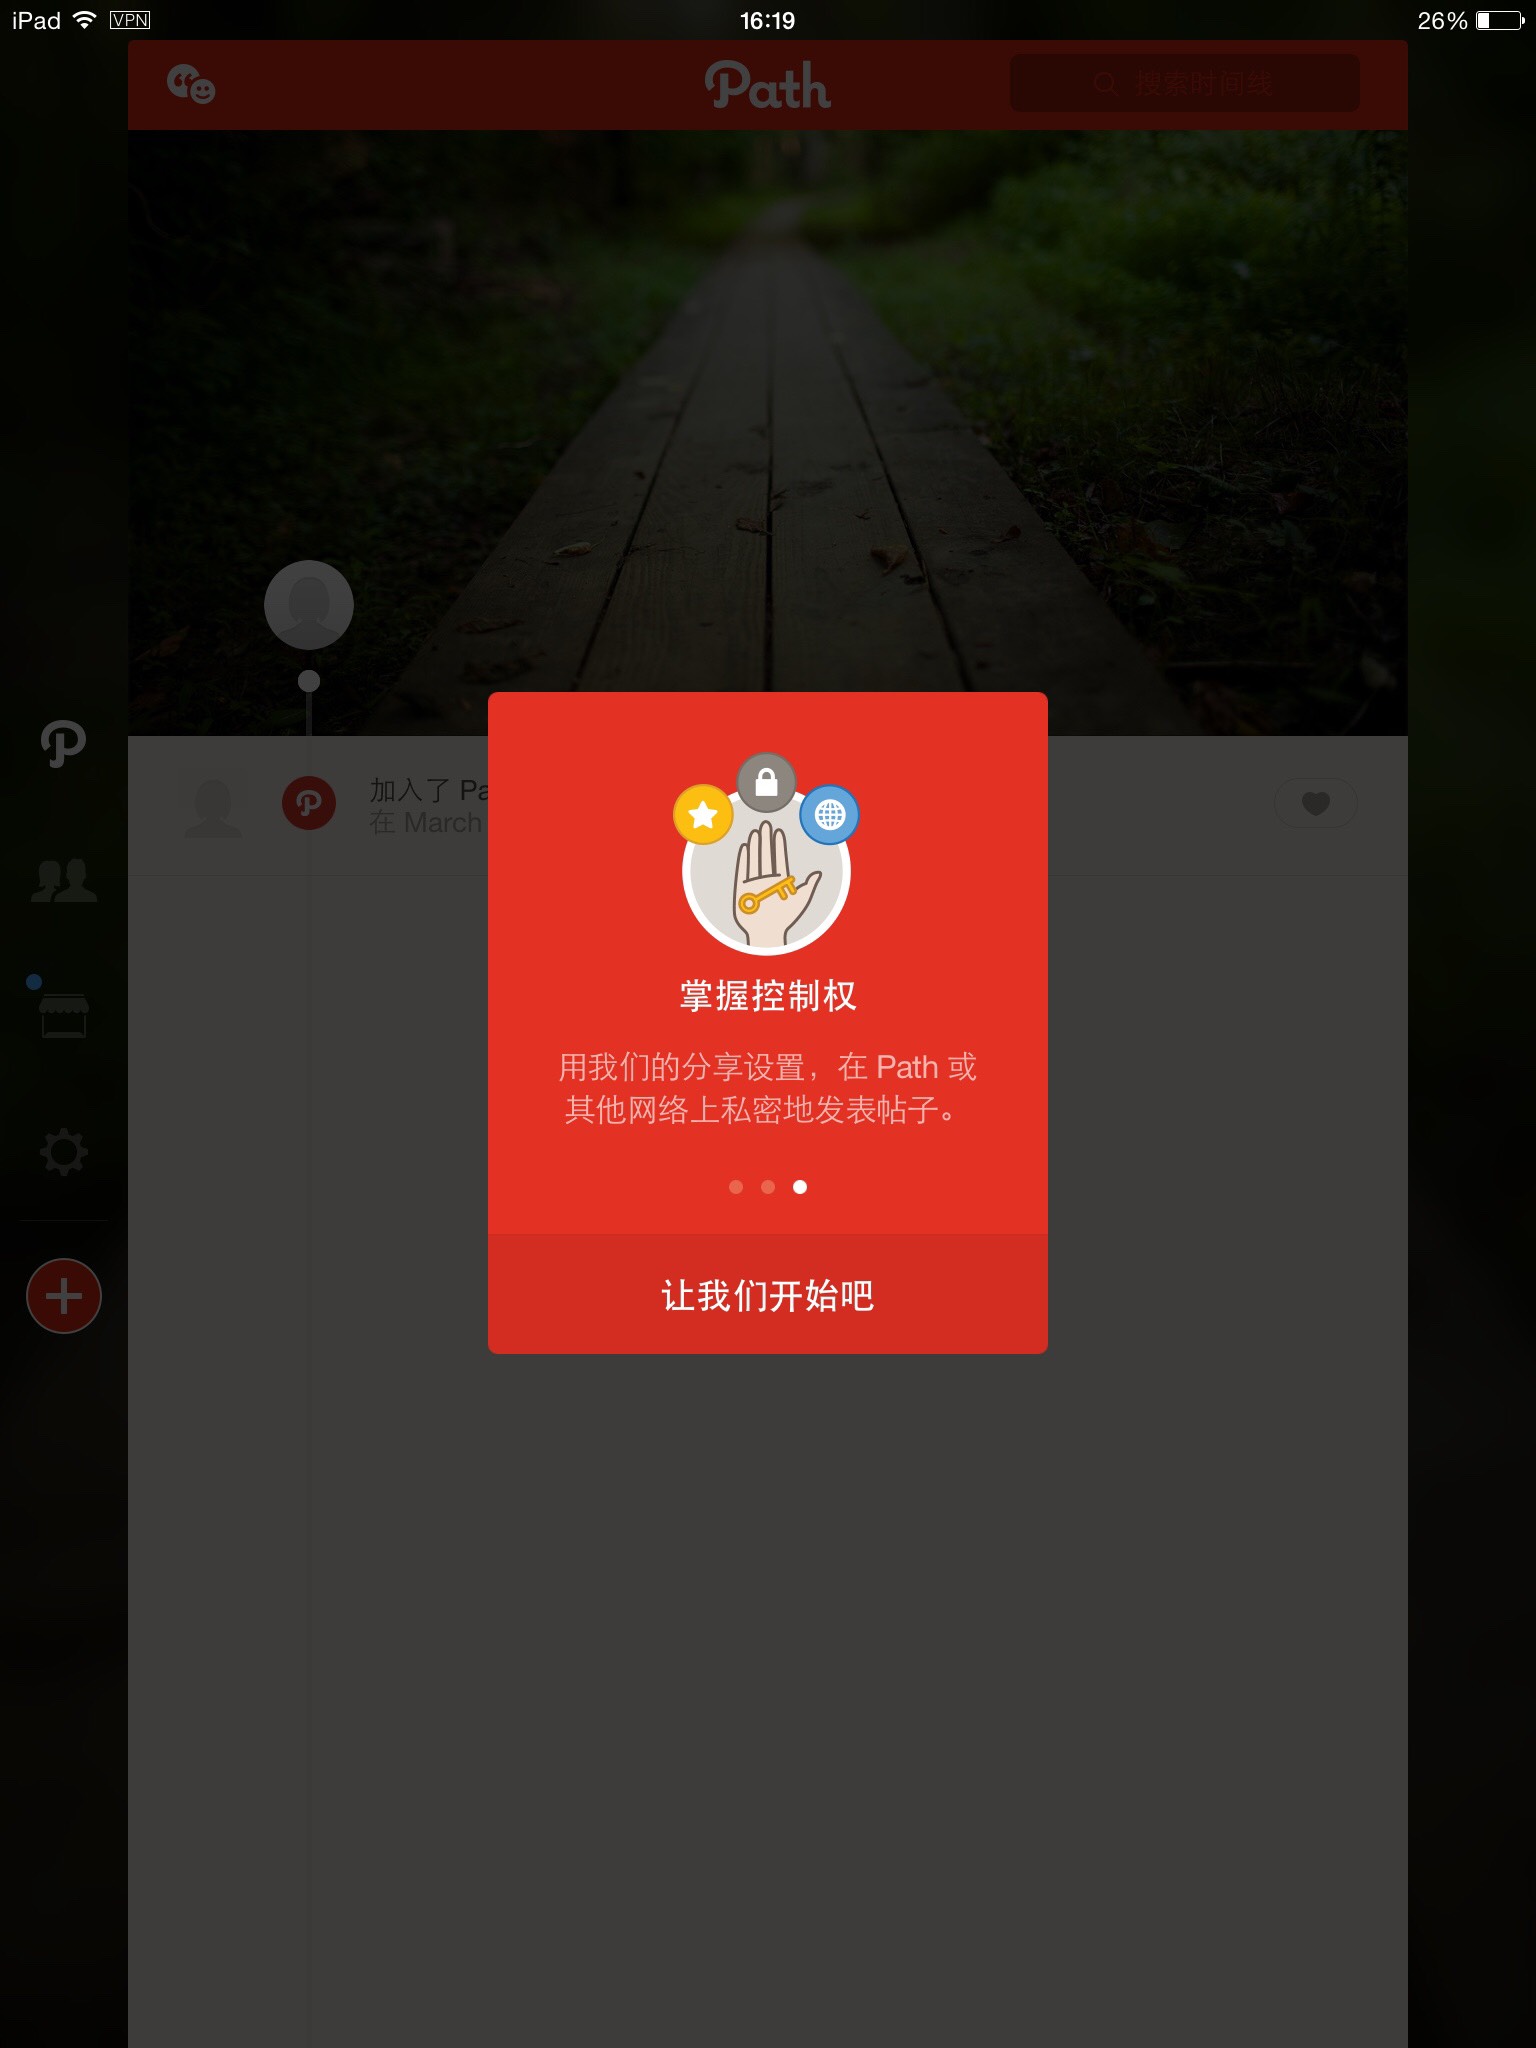 iPad VPN 16:19 26%
Path
搜索时间线
加入了 Pa
在 March
掌握控制权
用我们的分享设置，在 Path 或
其他网络上私密地发表帖子。
让我们开始吧